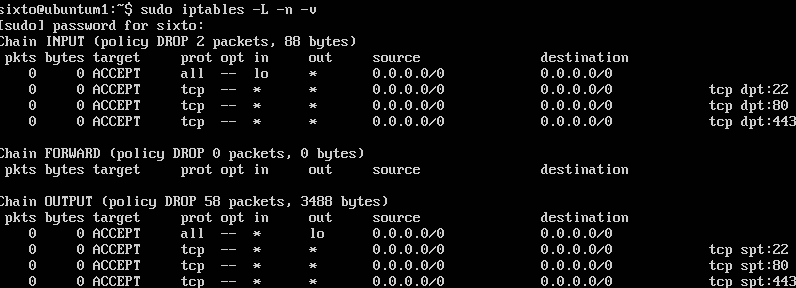 sixto@ubuntum1:~$ sudo iptables -L -n -v
[sudo] password for sixto:
Chain INPUT (policy DROP 2 packets, 88 bytes)
 pkts bytes target     prot opt in     out     source               destination
    0     0 ACCEPT     all  --  lo     *       0.0.0.0/0            0.0.0.0/0
    0     0 ACCEPT     tcp  --  *      *       0.0.0.0/0            0.0.0.0/0            tcp dpt:22
    0     0 ACCEPT     tcp  --  *      *       0.0.0.0/0            0.0.0.0/0            tcp dpt:80
    0     0 ACCEPT     tcp  --  *      *       0.0.0.0/0            0.0.0.0/0            tcp dpt:443
Chain FORWARD (policy DROP 0 packets, 0 bytes)
 pkts bytes target     prot opt in     out     source               destination
Chain OUTPUT (policy DROP 58 packets, 3488 bytes)
 pkts bytes target     prot opt in     out     source               destination
    0     0 ACCEPT     all  --  *      lo      0.0.0.0/0            0.0.0.0/0
    0     0 ACCEPT     tcp  --  *      *       0.0.0.0/0            0.0.0.0/0            tcp spt:22
    0     0 ACCEPT     tcp  --  *      *       0.0.0.0/0            0.0.0.0/0            tcp spt:80
    0     0 ACCEPT     tcp  --  *      *       0.0.0.0/0            0.0.0.0/0            tcp spt:443